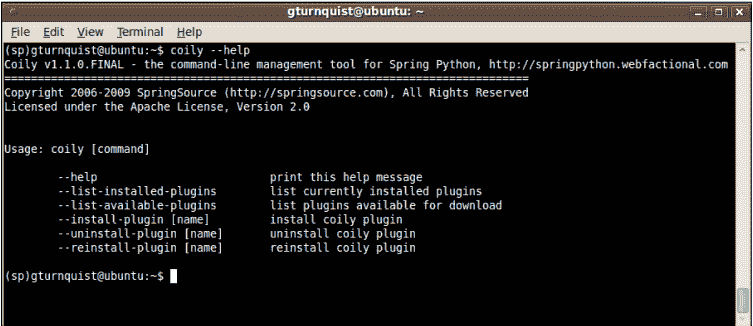 gturnquist@ubuntu: ~
File Edit View Terminal Help
(sp)gturnquist@ubuntu:~$ coily --help
Coily v1.1.0.FINAL - the command-line management tool for Spring Python, http://springpython.webfactional.com
===============================================================================
Copyright 2006-2009 SpringSource (http://springsource.com), All Rights Reserved
Licensed under the Apache License, Version 2.0
Usage: coily [command]
--help print this help message
--list-installed-plugins list currently installed plugins
--list-available-plugins list plugins available for download
--install-plugin [name] install coily plugin
--uninstall-plugin [name] uninstall coily plugin
--reinstall-plugin [name] reinstall coily plugin
(sp)gturnquist@ubuntu:~$